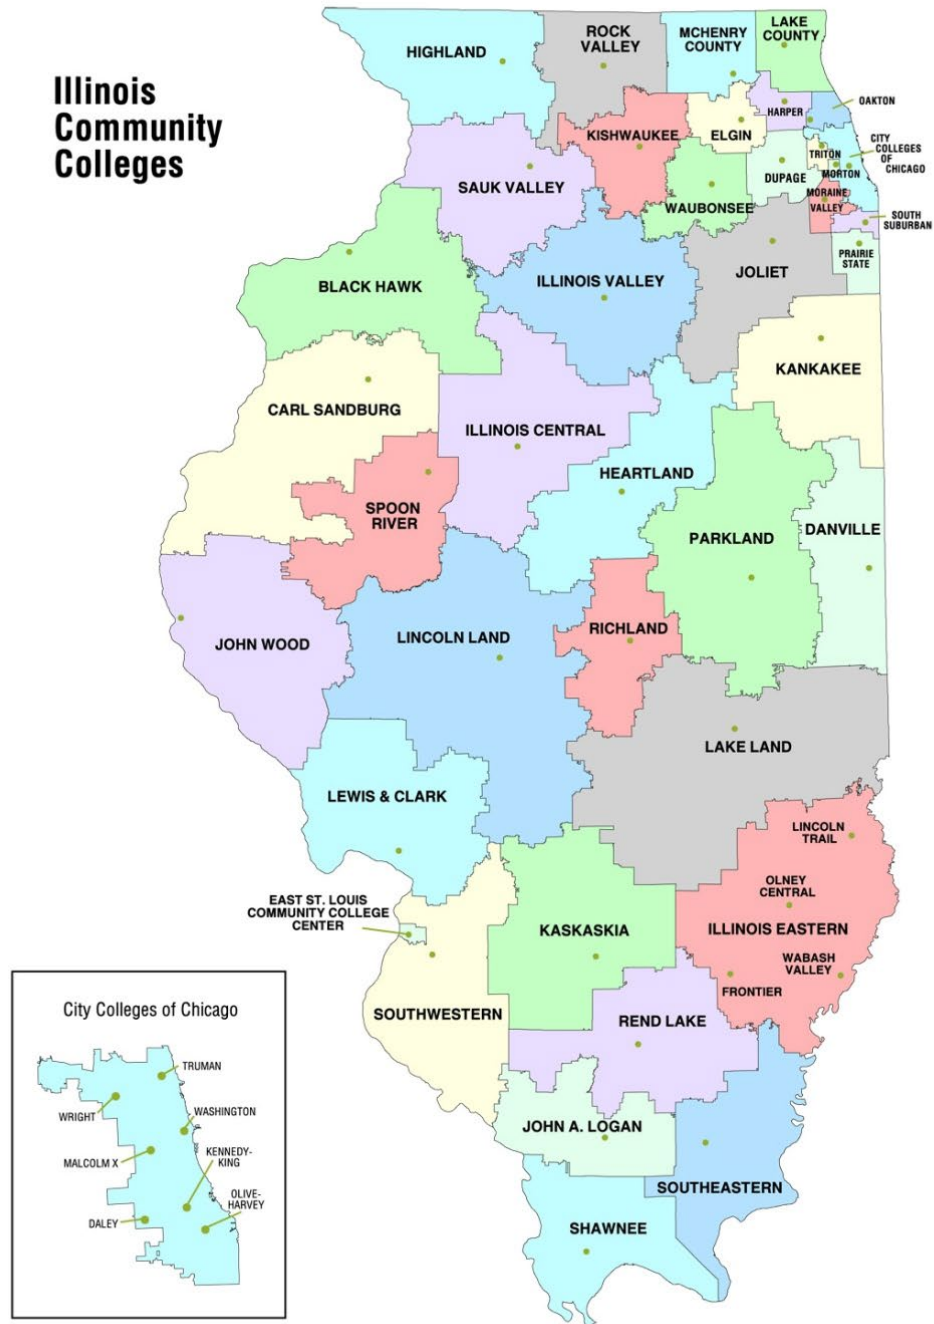 Illinois
Community
Colleges
HIGHLAND
ROCK
VALLEY
MCHENRY
COUNTY
LAKE
COUNTY
OAKTON
HARPER
KISHWAUKEE
ELGIN
CITY
COLLEGES
OF
CHICAGO
TRITON
MORTON
DUPAGE
SAUK VALLEY
MORAINE
VALLEY
WAUBONSEE
SOUTH
SUBURBAN
PRAIRIE
STATE
JOLIET
ILLINOIS VALLEY
BLACK HAWK
KANKAKEE
CARL SANDBURG
ILLINOIS CENTRAL
HEARTLAND
SPOON
RIVER
DANVILLE
PARKLAND
RICHLAND
LINCOLN LAND
JOHN WOOD
LAKE LAND
LEWIS & CLARK
LINCOLN
TRAIL
OLNEY
CENTRAL
EAST ST. LOUIS
COMMUNITY COLLEGE
CENTER
KASKASKIA
ILLINOIS EASTERN
WABASH
VALLEY
FRONTIER
SOUTHWESTERN
REND LAKE
JOHN A. LOGAN
SOUTHEASTERN
SHAWNEE
City Colleges of Chicago
TRUMAN
WRIGHT
WASHINGTON
KENNEDY-
KING
MALCOLM X
OLIVE-
HARVEY
DALEY